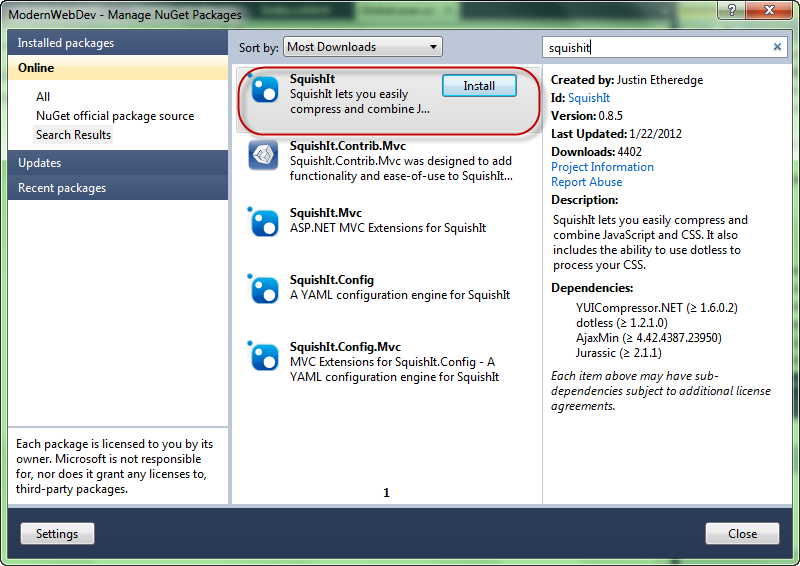 ModernWebDev - Manage NuGet Packages
Installed packages
Online
All
NuGet official package source
Search Results
Updates
Recent packages
Each package is licensed to you by its
owner. Microsoft is not responsible
for, nor does it grant any licenses to,
third-party packages.
Sort by: Most Downloads
SquishIt
SquishIt lets you easily
compress and combine J...
Install
SquishIt.Contrib.Mvc
SquishIt.Contrib.Mvc was designed to add
functionality and ease-of-use to SquishIt...
SquishIt.Mvc
ASP.NET MVC Extensions for SquishIt
SquishIt.Config
A YAML configuration engine for SquishIt
SquishIt.Config.Mvc
MVC Extensions for SquishIt.Config - A
YAML configuration engine for SquishIt
1
squishit
Created by: Justin Etheredge
Id: SquishIt
Version: 0.8.5
Last Updated: 1/22/2012
Downloads: 4402
Project Information
Report Abuse
Description:
SquishIt lets you easily compress and
combine JavaScript and CSS. It also
includes the ability to use dotless to
process your CSS.
Dependencies:
YUICompressor.NET (≥ 1.6.0.2)
dotless (≥ 1.2.1.0)
AjaxMin (≥ 4.42.4387.23950)
Jurassic (≥ 2.1.1)
Each item above may have sub-
dependencies subject to additional license
agreements.
Settings
Close